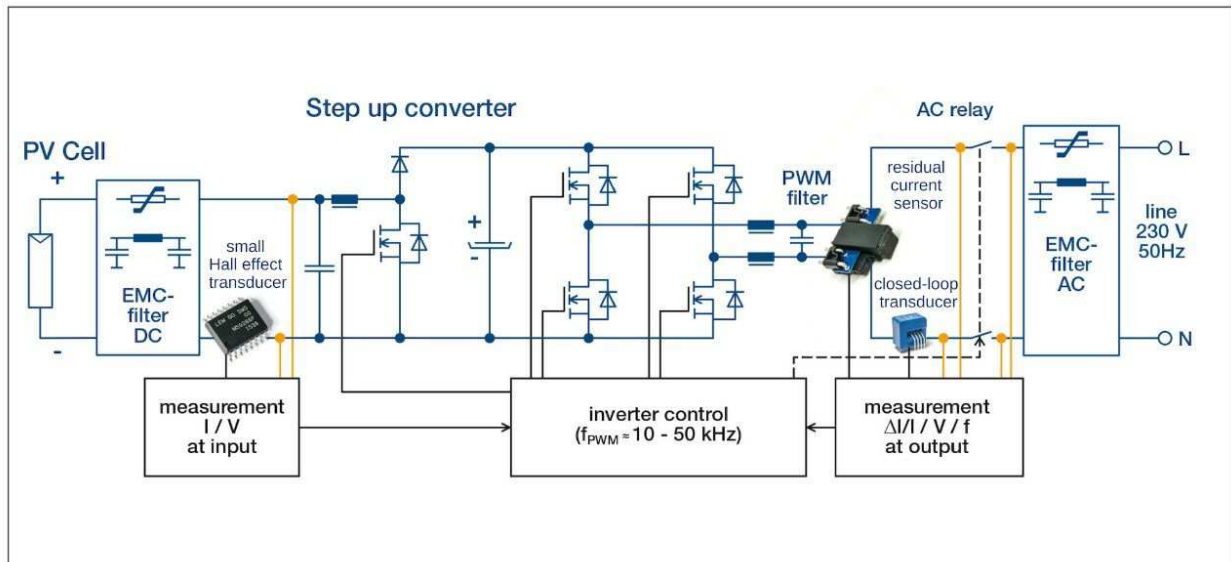 Step up converter
AC relay
PV Cell
+
-
EMC-
filter
DC
small
Hall effect
transducer
+
-
PWM
filter
residual
current
sensor
closed-loop
transducer
EMC-
filter
AC
L
line
230 V
50Hz
N
measurement
I / V
at input
inverter control
(fPWM ≈ 10 - 50 kHz)
measurement
ΔI/I / V / f
at output